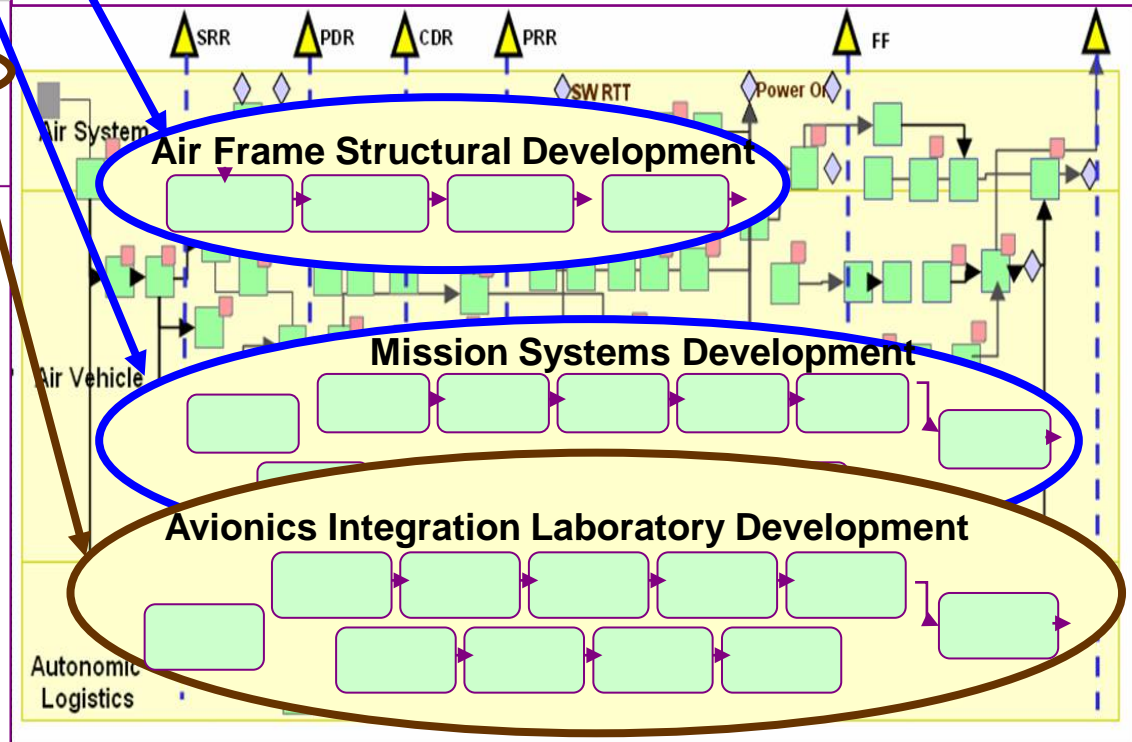 SRR
PDR
CDR
PRR
FF
SW RTT
Power On
Air System
Air Frame Structural Development
Mission Systems Development
Air Vehicle
Avionics Integration Laboratory Development
Autonomic
Logistics